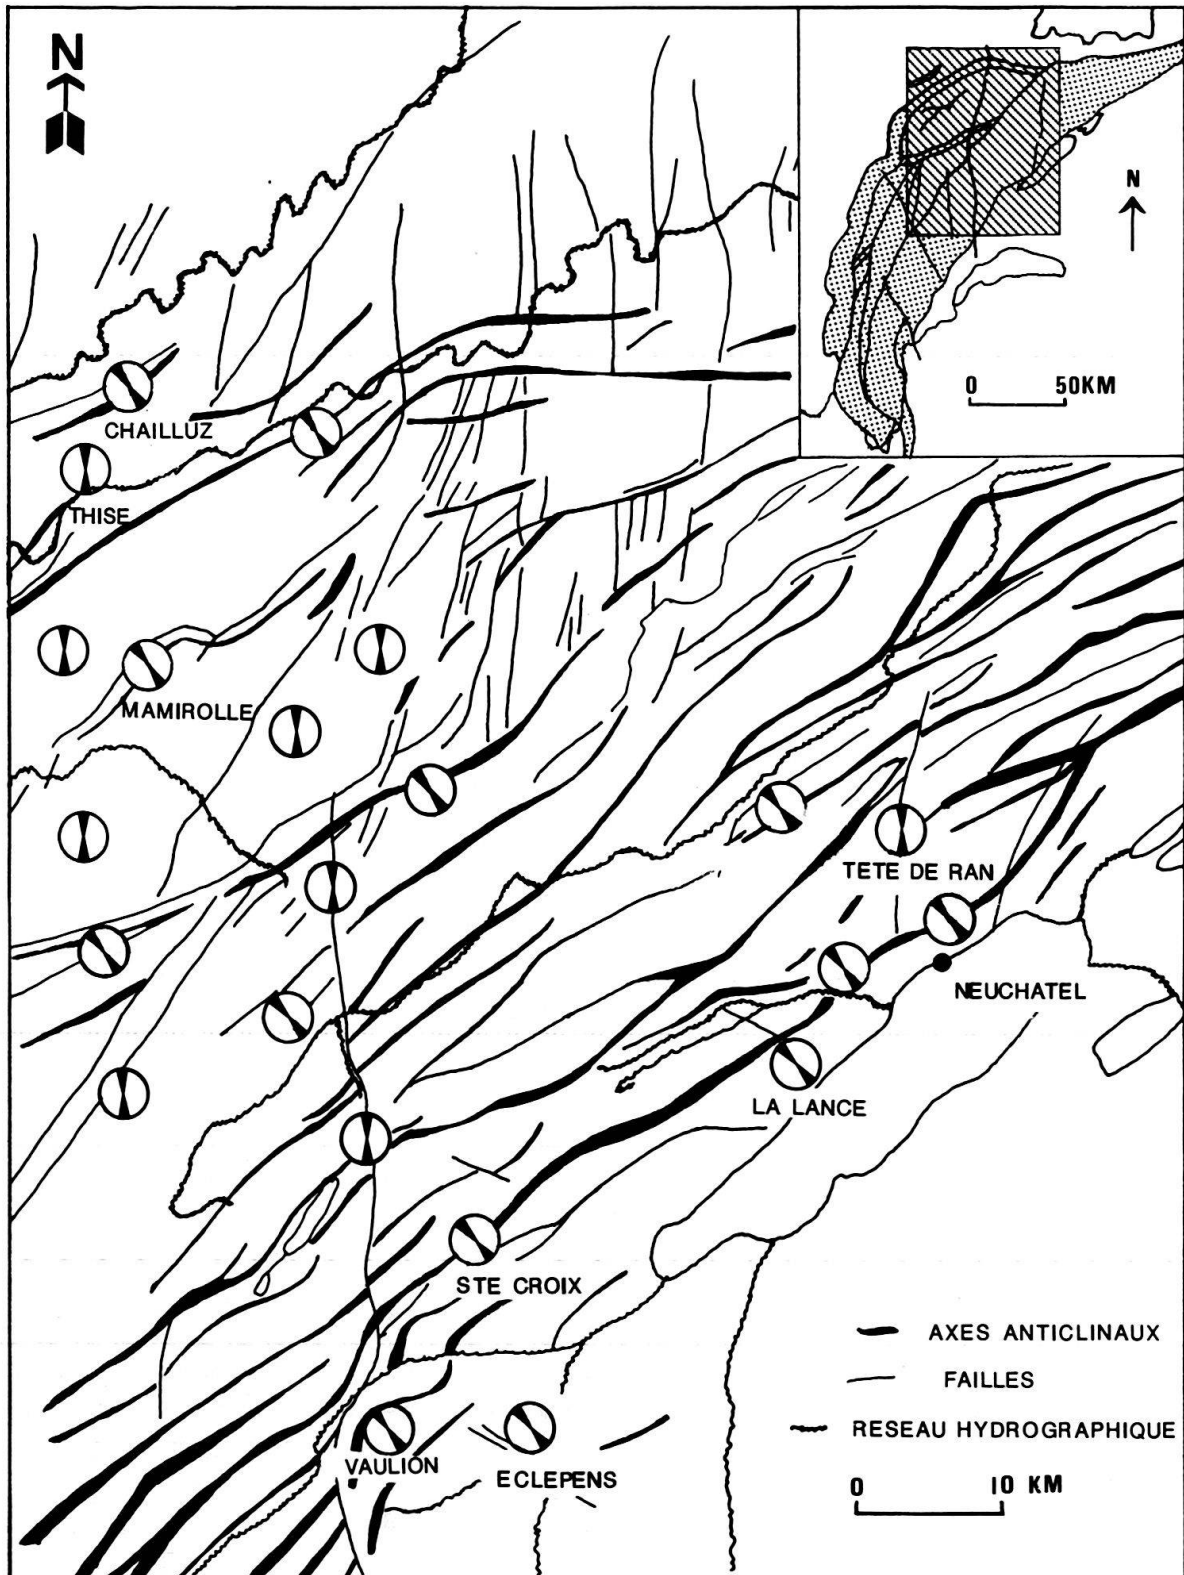 N
N
0 50KM
CHAILLUZ
THISE
MAMIROLLE
TETE DE RAN
NEUCHATEL
LA LANCE
STE CROIX
AXES ANTICLINAUX
FAILLES
RESEAU HYDROGRAPHIQUE
VAULION
ECLEPENS
0 10 KM